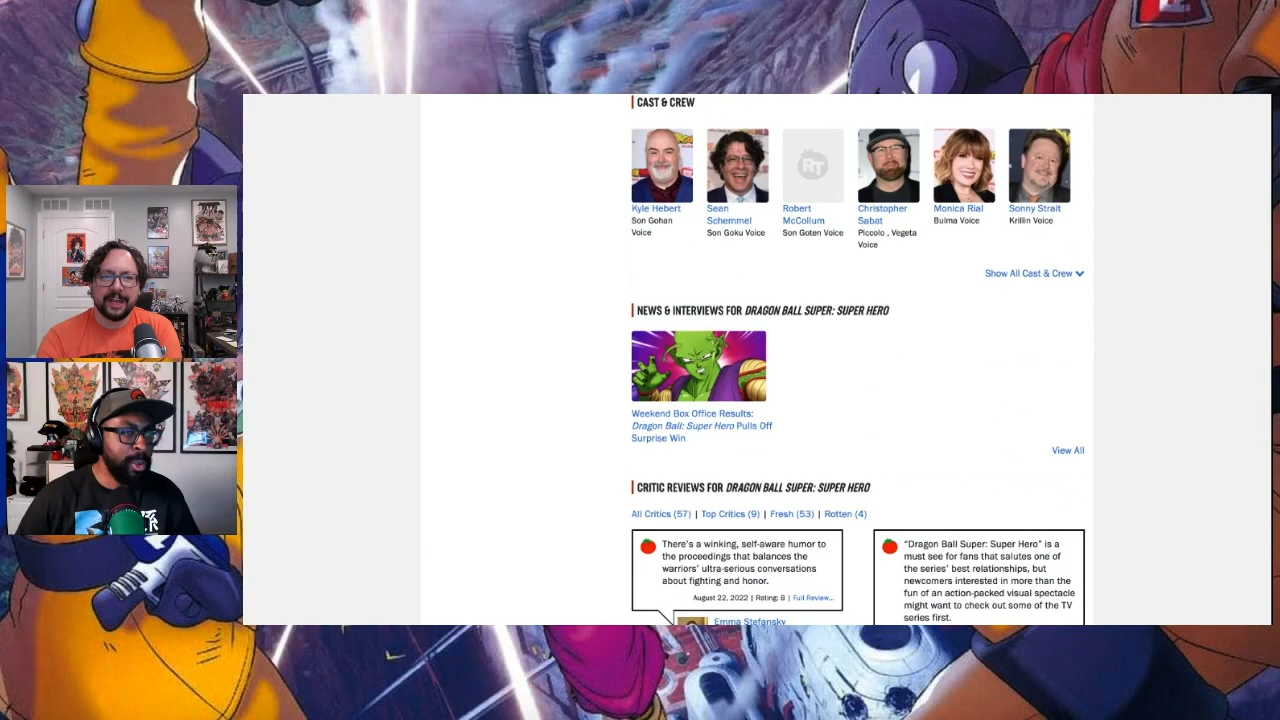 CAST & CREW
Kyle Hebert
Son Gohan
Voice
Sean
Schemmel
Son Goku Voice
RT
Robert
McCollum
Son Goten Voice
Christopher
Sabat
Piccolo , Vegeta
Voice
Monica Rial
Bulma Voice
Sonny Strait
Krillin Voice
Show All Cast & Crew
NEWS & INTERVIEWS FOR DRAGON BALL SUPER: SUPER HERO
Weekend Box Office Results:
Dragon Ball: Super Hero Pulls Off
Surprise Win
View All
CRITIC REVIEWS FOR DRAGON BALL SUPER: SUPER HERO
All Critics (57) | Top Critics (9) | Fresh (53) | Rotten (4)
There's a winking, self-aware humor to
the proceedings that balances the
warriors' ultra-serious conversations
about fighting and honor.
August 22, 2022 | Rating: B | Full Review...
Emma Stefansky
“Dragon Ball Super: Super Hero” is a
must see for fans that salutes one of
the series' best relationships, but
newcomers interested in more than the
fun of an action-packed visual spectacle
might want to check out some of the TV
series first.